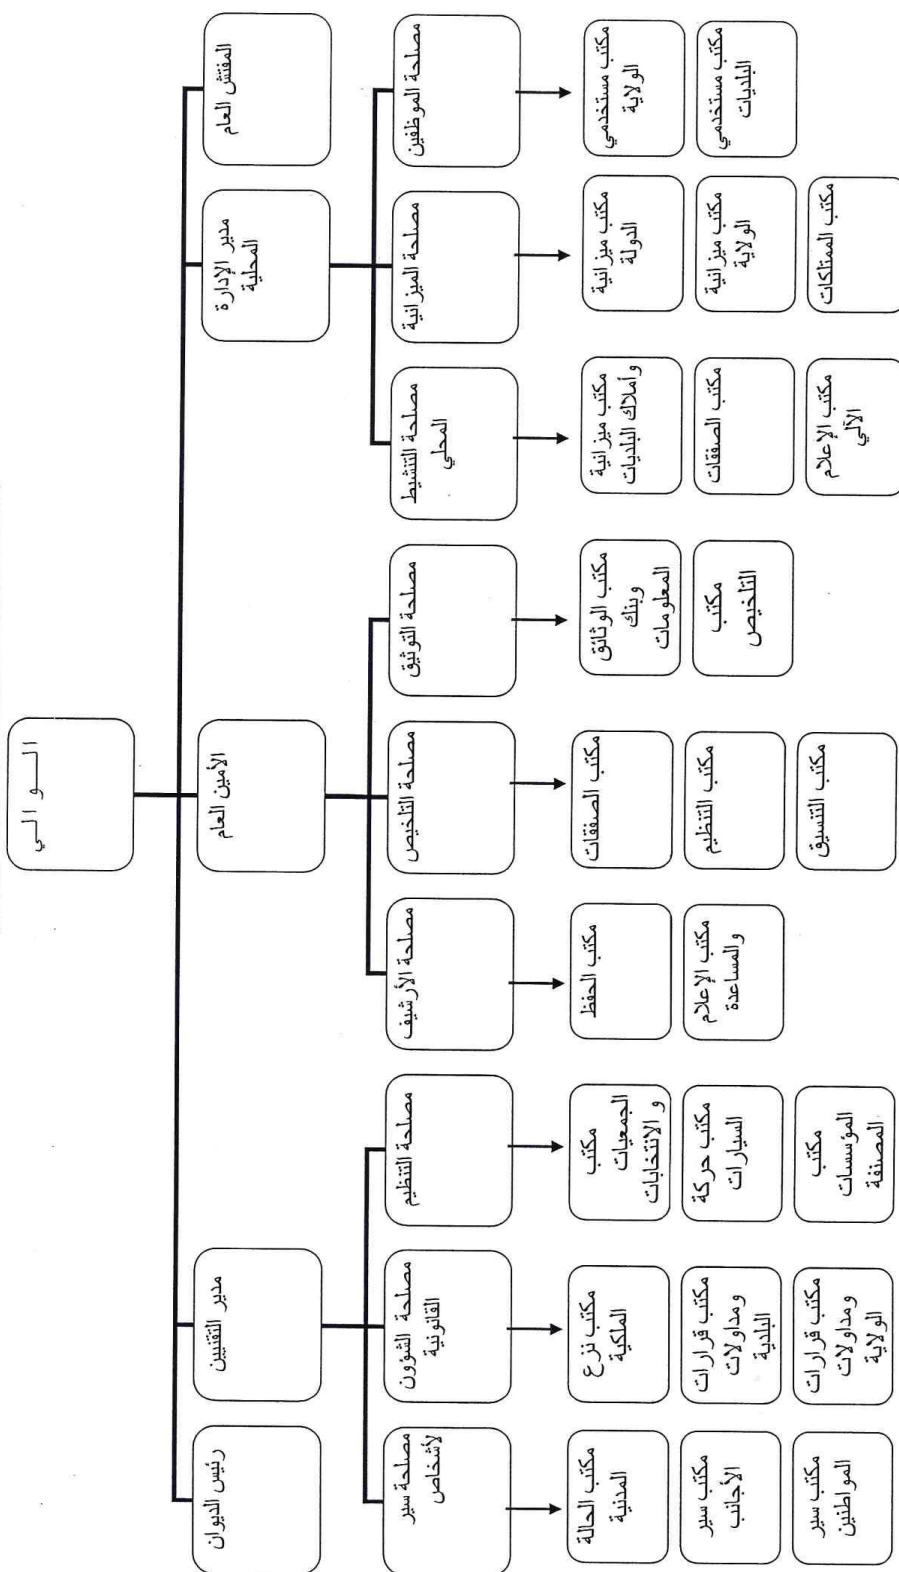 الـــو الـــي
المفتش العام
مدير الإدارة
المحلية
الأمين العام
مدير التقنيين
رئيس الديوان
مصلحة الموظفين
مصلحة الميزانية
مصلحة التنشيط
المحلي
مصلحة التوثيق
مصلحة التلخيص
مصلحة الأرشيف
مصلحة التنظيم
مصلحة الشؤون
القانونية
مصلحة سير
لأشخاص
مكتب مستخدمي
الولاية
مكتب مستخدمي
البلديات
مكتب ميزانية
الدولة
مكتب ميزانية
الولاية
مكتب الممتلكات
مكتب ميزانية
وأملاك البلديات
مكتب الصفقات
مكتب الإعلام
الآلي
مكتب الوثائق
وبنك
المعلومات
مكتب
التلخيص
مكتب الصفقات
مكتب التنظيم
مكتب التنسيق
مكتب الحفظ
مكتب الإعلام
والمساعدة
مكتب
الجمعيات
و الانتخابات
مكتب حركة
السيارات
مكتب
المؤسسات
المصنفة
مكتب نزع
الملكية
مكتب قرارات
ومداولات
البلدية
مكتب قرارات
ومداولات
الولاية
مكتب الحالة
المدنية
مكتب سير
الأجانب
مكتب سير
المواطنين